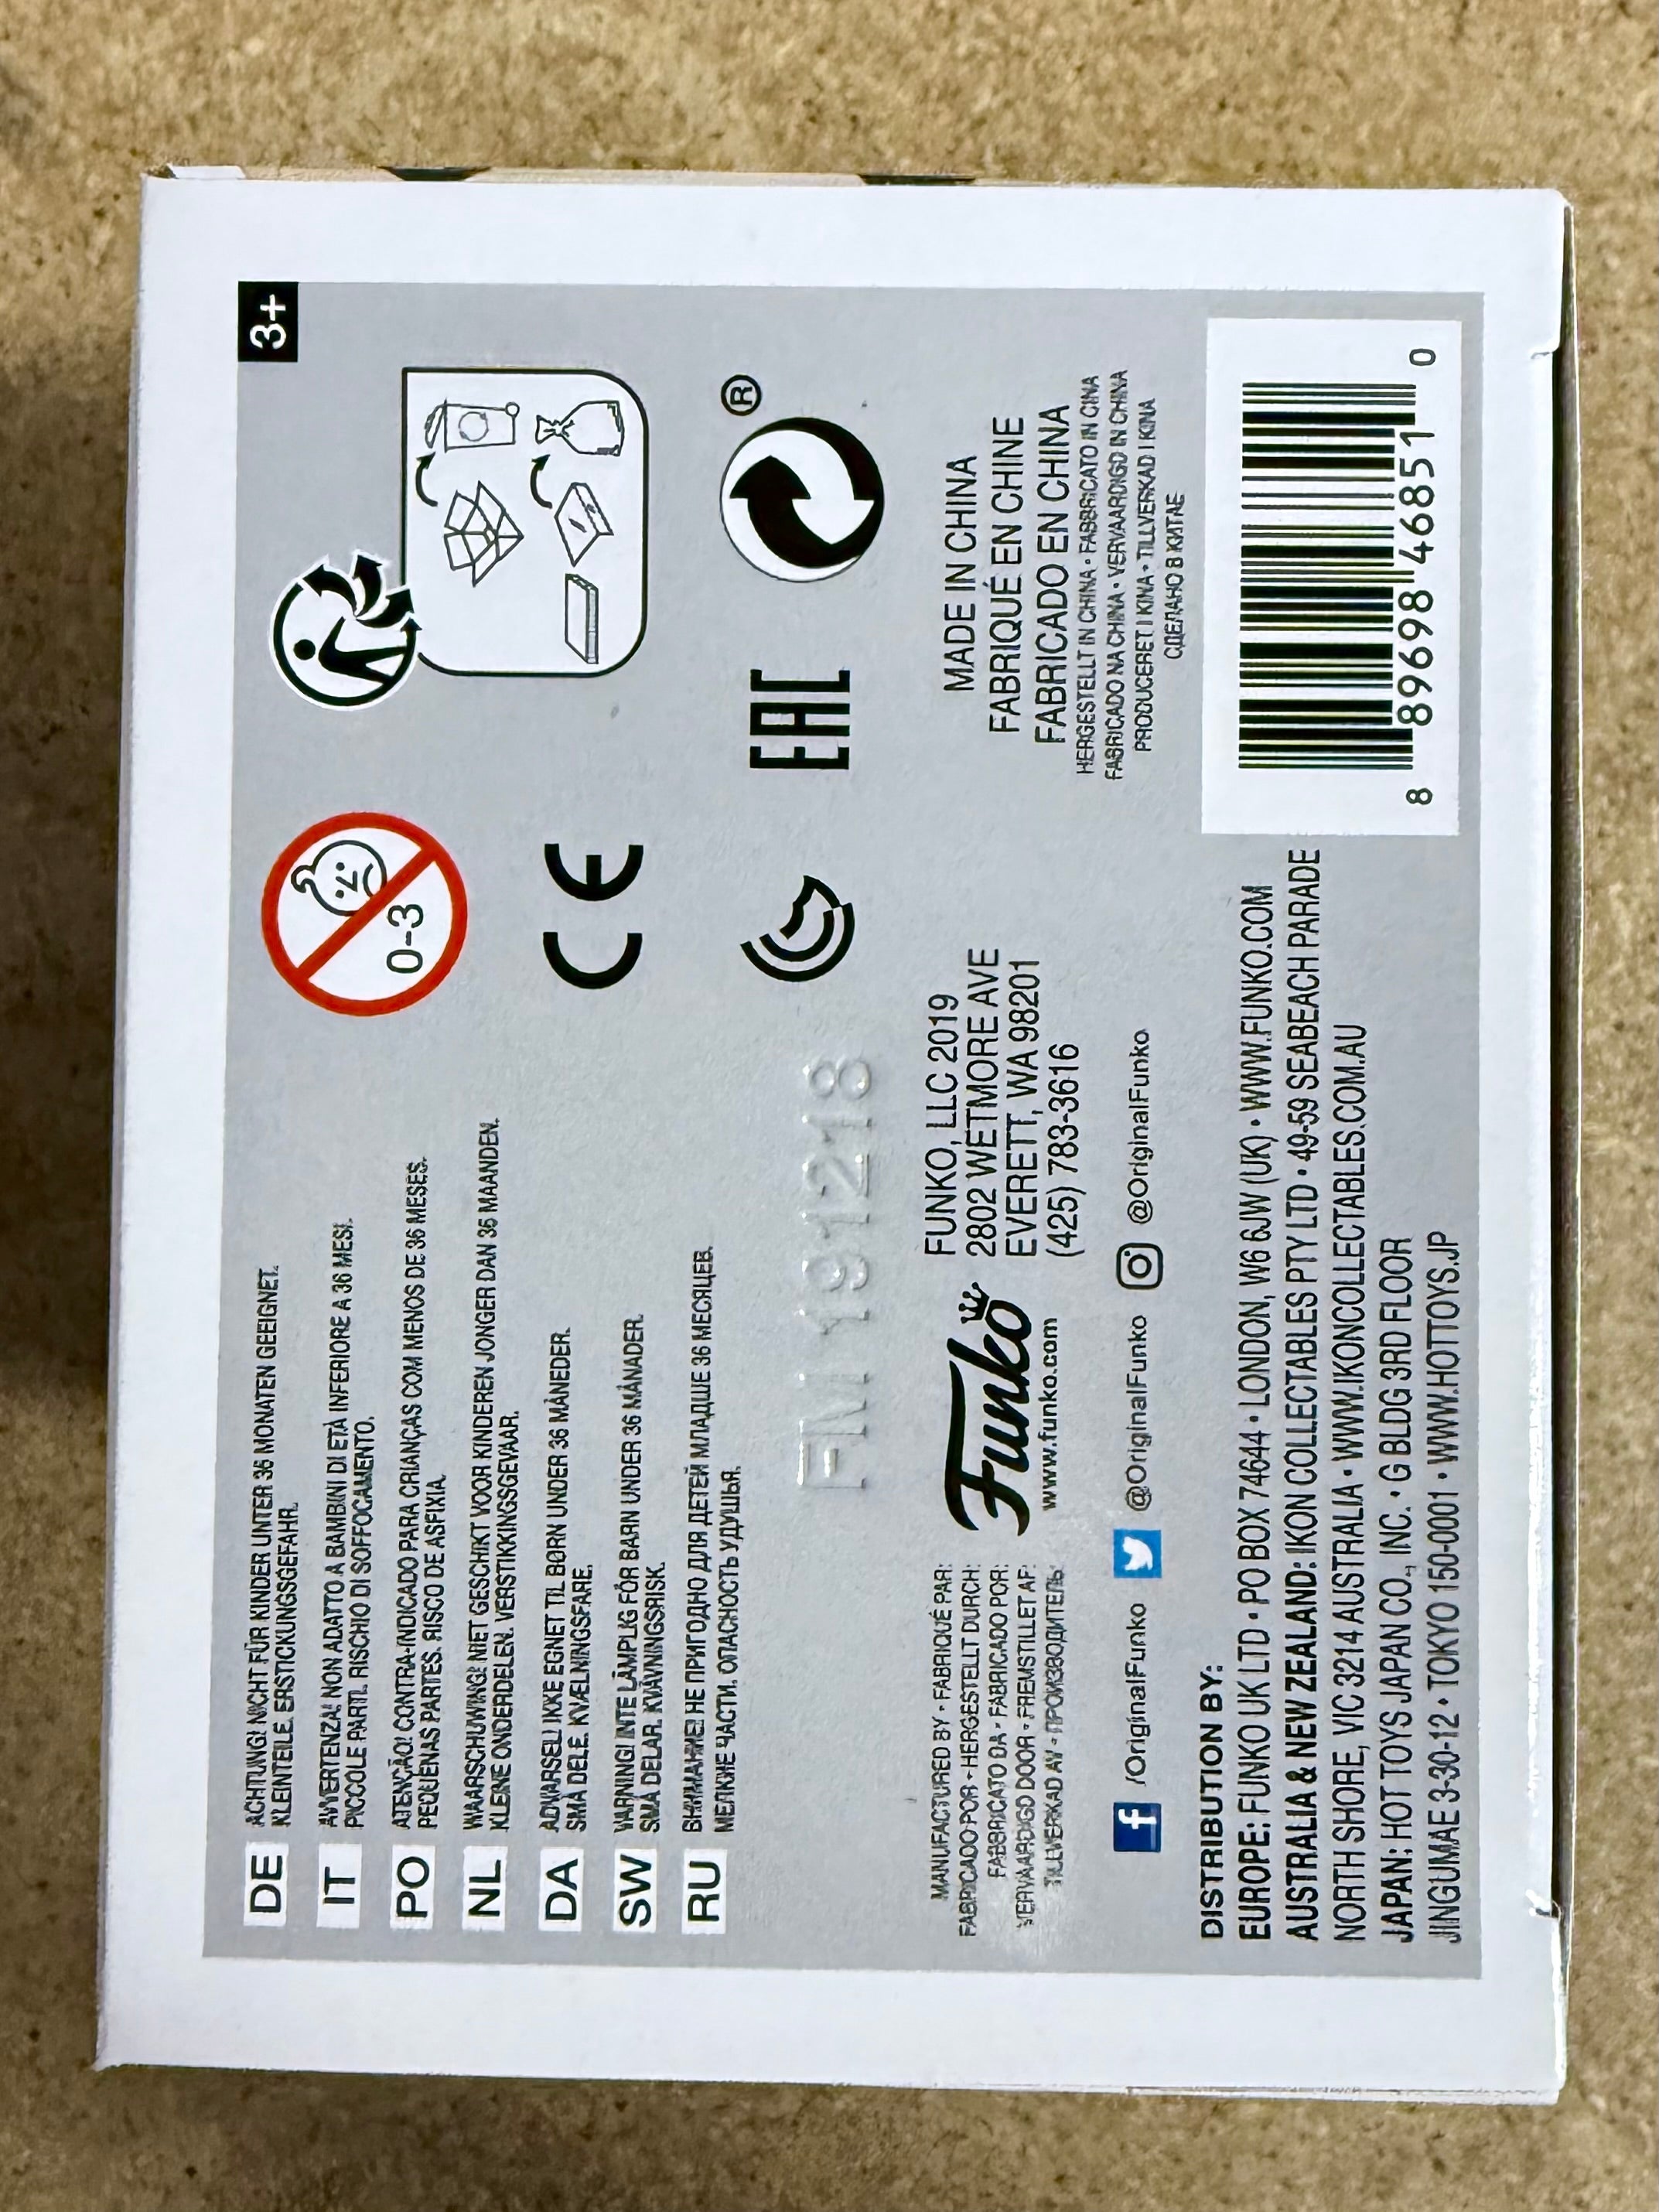 3+
DE
ACHTUNG! NICHT FÜR KINDER UNTER 36 MONATEN GEEIGNET.
KLEINTEILE. ERSTICKUNGSGEFAHR.
IT
AVVERTENZA! NON ADATTO A BAMBINI DI ETÀ INFERIORE A 36 MESI.
PICCOLE PARTI. RISCHIO DI SOFFOCAMENTO.
PO
ATENÇÃO! CONTRA-INDICADO PARA CRIANÇAS COM MENOS DE 36 MESES.
PEQUENAS PARTES. RISCO DE ASFIXIA.
NL
WAARSCHUWING! NIET GESCHIKT VOOR KINDEREN JONGER DAN 36 MAANDEN.
KLEINE ONDERDELEN. VERSTIKKINGSGEVAAR.
DA
ADVARSEL! IKKE EGNET TIL BØRN UNDER 36 MÅNEDER.
SMÅ DELE. KVÆLNINGSFARE.
SW
VARNING! INTE LÄMPLIG FÖR BARN UNDER 36 MÅNADER.
SMÅ DELAR. KVÄVNINGSRISK.
RU
ВНИМАНИЕ! НЕ ПРИГОДНО ДЛЯ ДЕТЕЙ МЛАДШЕ 36 МЕСЯЦЕВ.
МЕЛКИЕ ЧАСТИ. ОПАСНОСТЬ УДУШЬЯ.
0-3
CE
EAC
®
FM 191218
MANUFACTURED BY • FABRIQUÉ PAR:
FABRICADO POR • HERGESTELLT DURCH:
FABBRICATO DA • FABRICADO POR:
VERVAARDIGD DOOR • FREMSTILLET AF:
TILLVERKAD AV • ПРОИЗВОДИТЕЛЬ:
Funko
www.funko.com
FUNKO, LLC 2019
2802 WETMORE AVE
EVERETT, WA 98201
(425) 783-3616
/OriginalFunko @OriginalFunko @OriginalFunko
MADE IN CHINA
FABRIQUÉ EN CHINE
FABRICADO EN CHINA
HERGESTELLT IN CHINA • FABBRICATO IN CINA
FABRICADO NA CHINA • VERVAARDIGD IN CHINA
PRODUCERET I KINA • TILLVERKAD I KINA
СДЕЛАНО В КИТАЕ
DISTRIBUTION BY:
EUROPE: FUNKO UK LTD • PO BOX 74644 • LONDON, W6 6JW (UK) • WWW.FUNKO.COM
AUSTRALIA & NEW ZEALAND: IKON COLLECTABLES PTY LTD • 49-59 SEABEACH PARADE
NORTH SHORE, VIC 3214 AUSTRALIA • WWW.IKONCOLLECTABLES.COM.AU
JAPAN: HOT TOYS JAPAN CO., INC. • G BLDG 3RD FLOOR
JINGUMAE 3-30-12 • TOKYO 150-0001 • WWW.HOTTOYS.JP
8 89698 46851 0